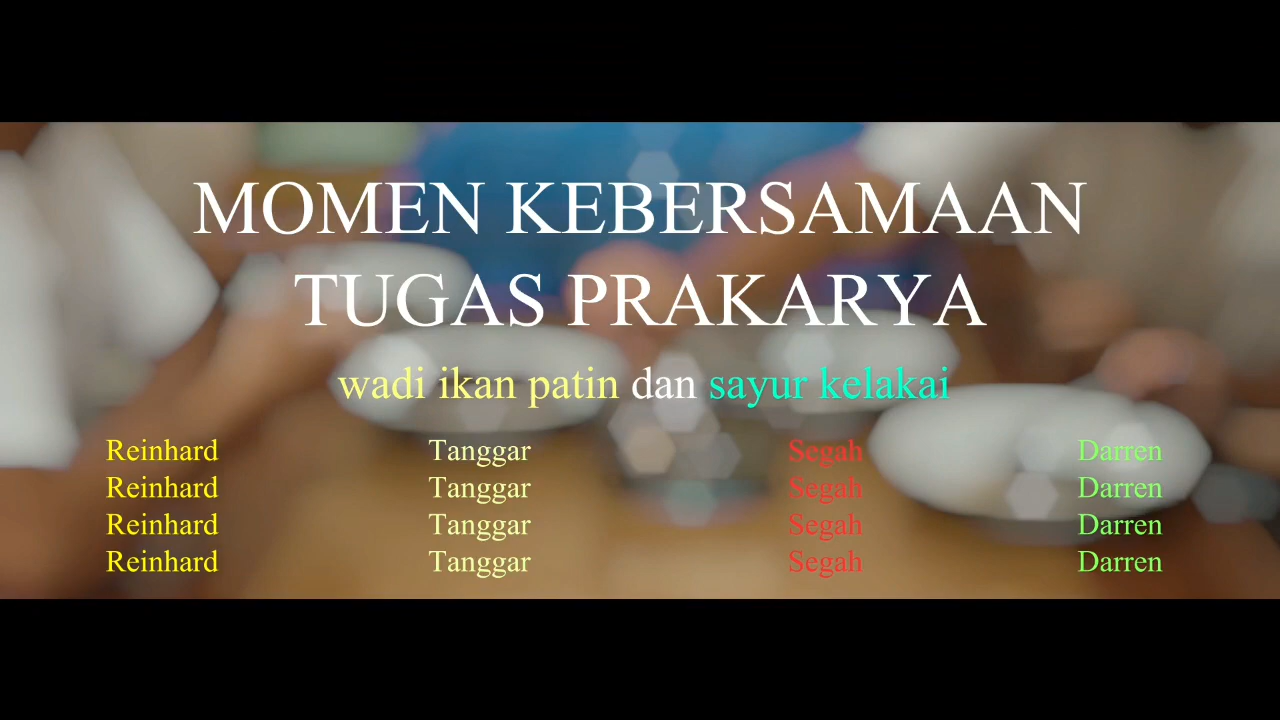 MOMEN KEBERSAMAAN
TUGAS PRAKARYA
wadi ikan patin dan sayur kelakai
Reinhard Tanggar Segah Darren
Reinhard Tanggar Segah Darren
Reinhard Tanggar Segah Darren
Reinhard Tanggar Segah Darren